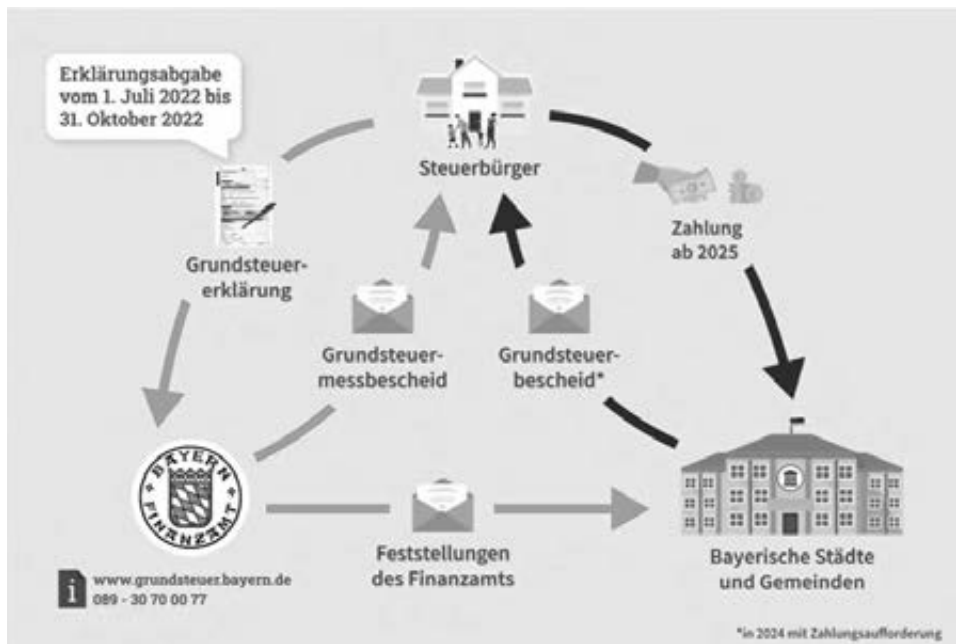 Erklärungsabgabe
vom 1. Juli 2022 bis
31. Oktober 2022
Steuerbürger
Grundsteuer-
erklärung
Zahlung
ab 2025
Grundsteuer-
messbescheid
Grundsteuer-
bescheid*
BAYERN
FINANZAMT
Feststellungen
des Finanzamts
Bayerische Städte
und Gemeinden
www.grundsteuer.bayern.de
089 - 30 70 00 77
*in 2024 mit Zahlungsaufforderung